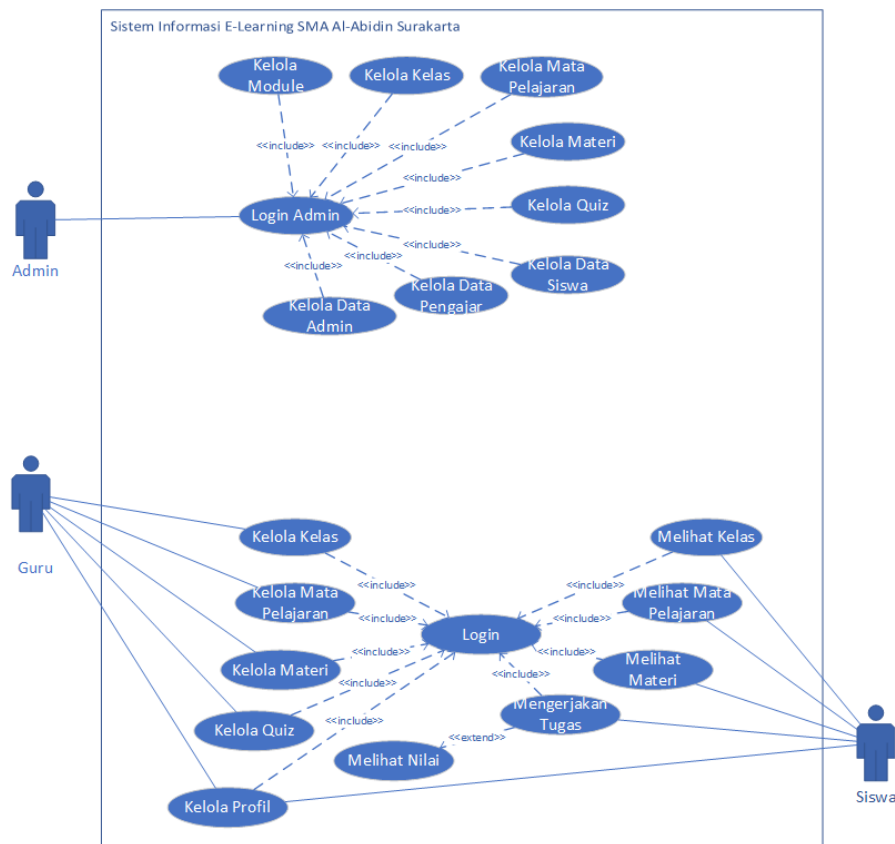 Sistem Informasi E-Learning SMA Al-Abidin Surakarta
Kelola
Module
Kelola Kelas
Kelola Mata
Pelajaran
<<include>>
<<include>>
<<include>>
Kelola Materi
<<include>>
Kelola Quiz
<<include>>
Login Admin
Admin
<<include>>
<<include>>
<<include>>
Kelola Data
Siswa
Kelola Data
Pengajar
Kelola Data
Admin
Guru
Kelola Kelas
Melihat Kelas
<<include>>
<<include>>
Kelola Mata
Pelajaran
Melihat Mata
Pelajaran
<<include>>
<<include>>
Login
<<include>>
<<include>>
Kelola Materi
Melihat
Materi
<<include>>
<<include>>
Mengerjakan
Tugas
<<include>>
Kelola Quiz
<<extend>>
Melihat Nilai
Kelola Profil
Siswa